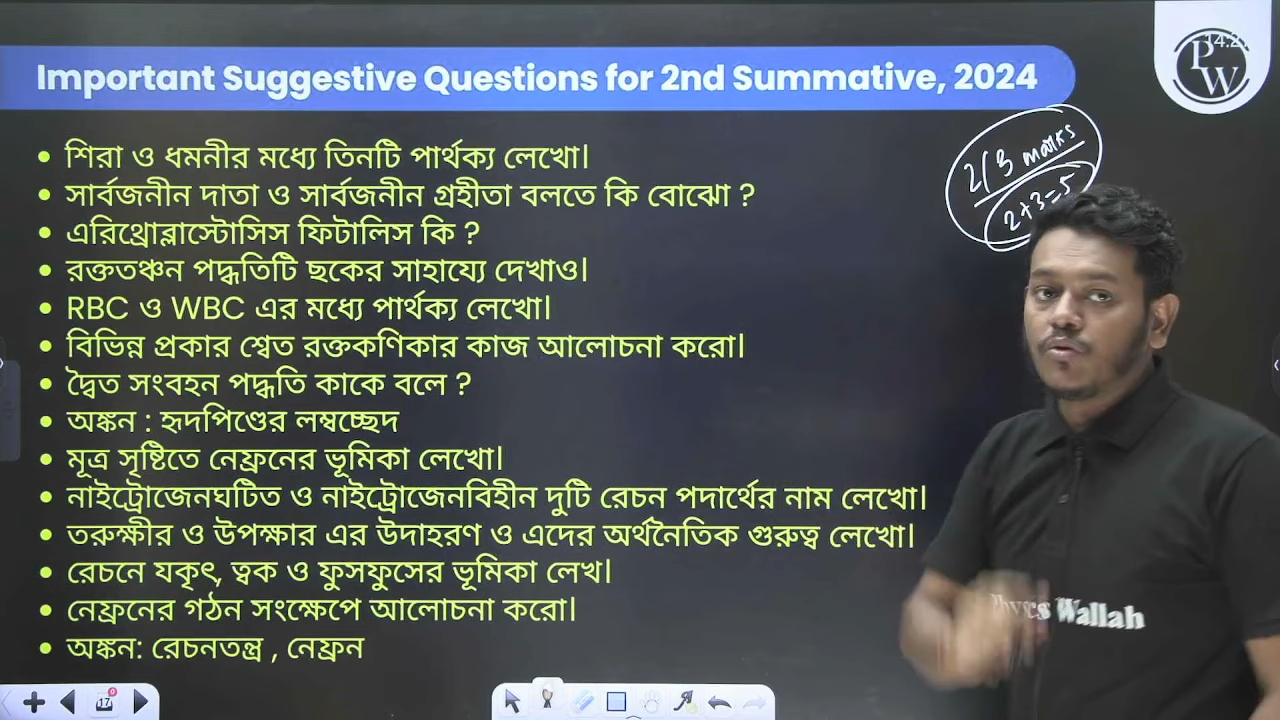 Important Suggestive Questions for 2nd Summative, 2024
PW
2/3 marks
2+3=5
• শিরা ও ধমনীর মধ্যে তিনটি পার্থক্য লেখো।
• সার্বজনীন দাতা ও সার্বজনীন গ্রহীতা বলতে কি বোঝো ?
• এরিথ্রোব্লাস্টোসিস ফিটালিস কি ?
• রক্ততঞ্চন পদ্ধতিটি ছকের সাহায্যে দেখাও।
• RBC ও WBC এর মধ্যে পার্থক্য লেখো।
• বিভিন্ন প্রকার শ্বেত রক্তকণিকার কাজ আলোচনা করো।
• দ্বৈত সংবহন পদ্ধতি কাকে বলে ?
• অঙ্কন : হৃদপিণ্ডের লম্বচ্ছেদ
• মূত্র সৃষ্টিতে নেফ্রনের ভূমিকা লেখো।
• নাইট্রোজেনঘটিত ও নাইট্রোজেনবিহীন দুটি রেচন পদার্থের নাম লেখো।
• তরুক্ষীর ও উপক্ষার এর উদাহরণ ও এদের অর্থনৈতিক গুরুত্ব লেখো।
• রেচনে যকৃৎ, ত্বক ও ফুসফুসের ভূমিকা লেখ।
• নেফ্রনের গঠন সংক্ষেপে আলোচনা করো।
• অঙ্কন: রেচনতন্ত্র , নেফ্রন
Wallah
17